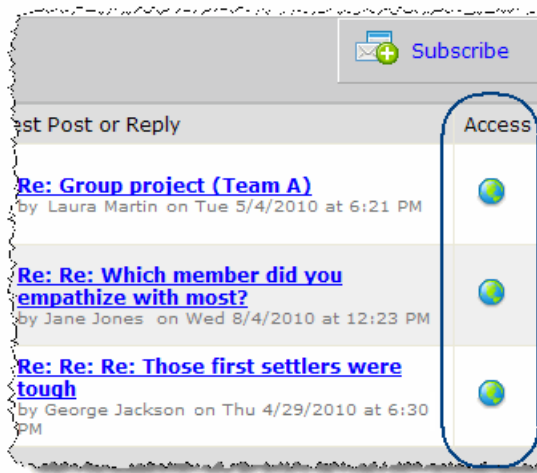 Subscribe
est Post or Reply
Access
Re: Group project (Team A)
by Laura Martin on Tue 5/4/2010 at 6:21 PM
Re: Re: Which member did you
empathize with most?
by Jane Jones on Wed 8/4/2010 at 12:23 PM
Re: Re: Re: Those first settlers were
tough
by George Jackson on Thu 4/29/2010 at 6:30
PM